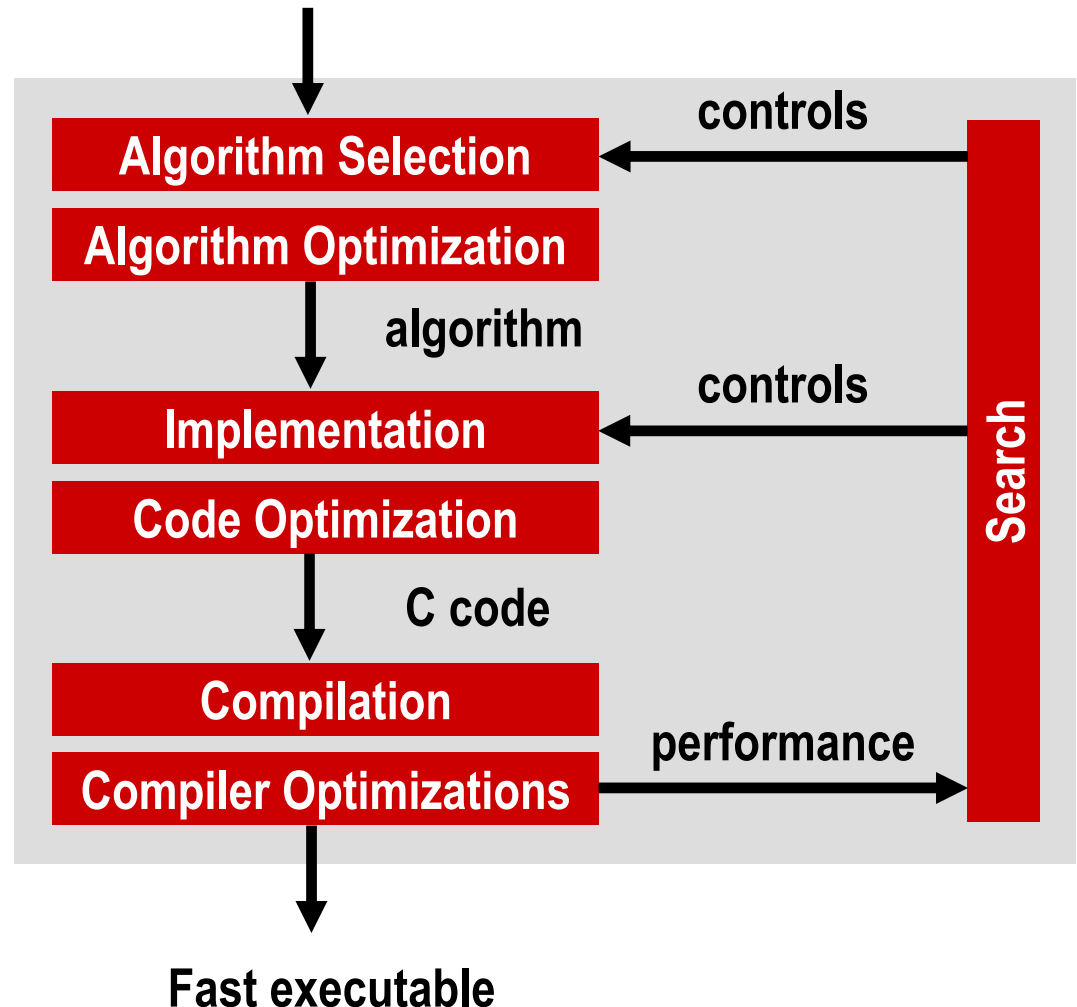 controls
Algorithm Selection
Algorithm Optimization
algorithm
controls
Implementation
Search
Code Optimization
C code
Compilation
performance
Compiler Optimizations
Fast executable